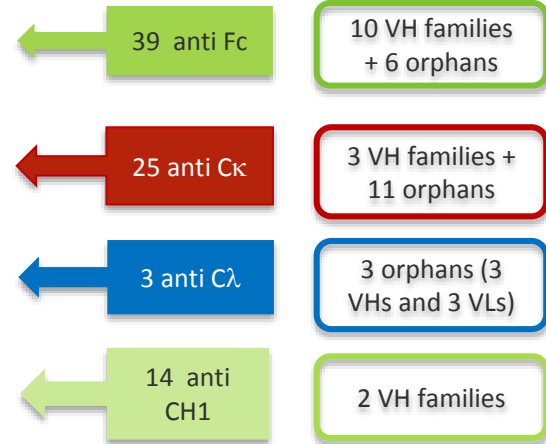 39 anti Fc
10 VH families
+ 6 orphans
25 anti Cκ
3 VH families +
11 orphans
3 anti Cλ
3 orphans (3
VHs and 3 VLs)
14 anti
CH1
2 VH families